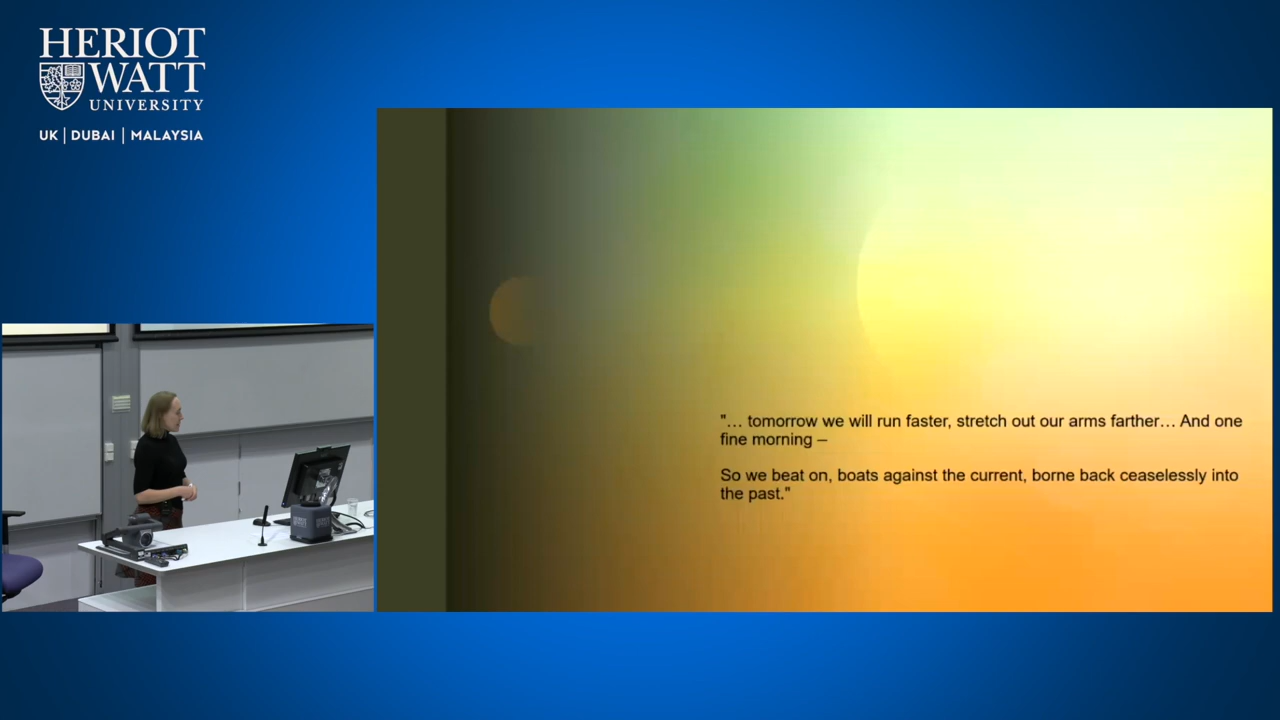 HERIOT
WATT
UNIVERSITY
UK | DUBAI | MALAYSIA
"… tomorrow we will run faster, stretch out our arms farther… And one
fine morning –
So we beat on, boats against the current, borne back ceaselessly into
the past."